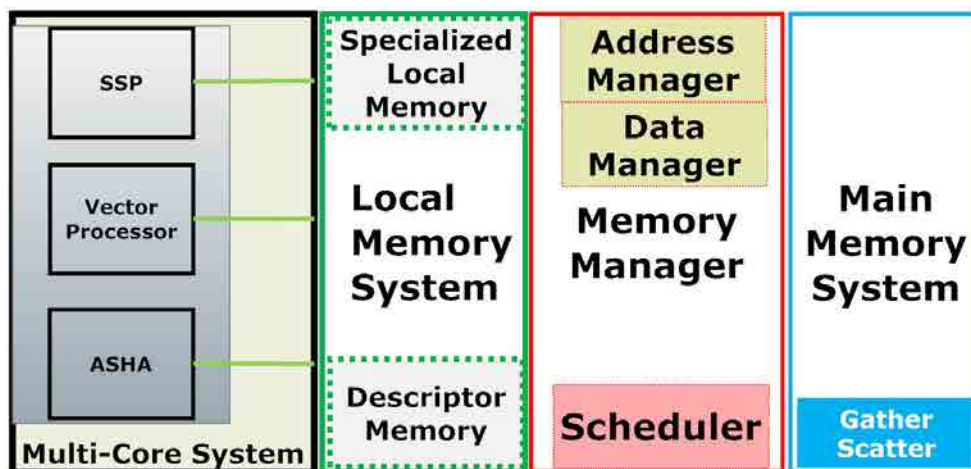 SSP
Vector
Processor
ASHA
Multi-Core System
Specialized
Local
Memory
Local
Memory
System
Descriptor
Memory
Address
Manager
Data
Manager
Memory
Manager
Scheduler
Main
Memory
System
Gather
Scatter